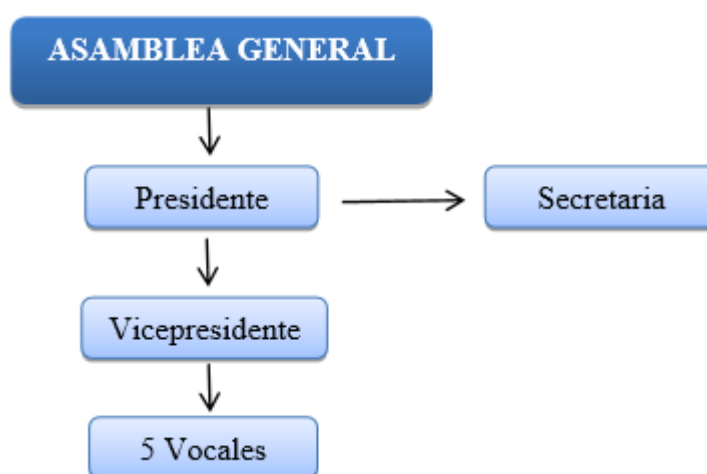 ASAMBLEA GENERAL
Presidente
Secretaria
Vicepresidente
5 Vocales